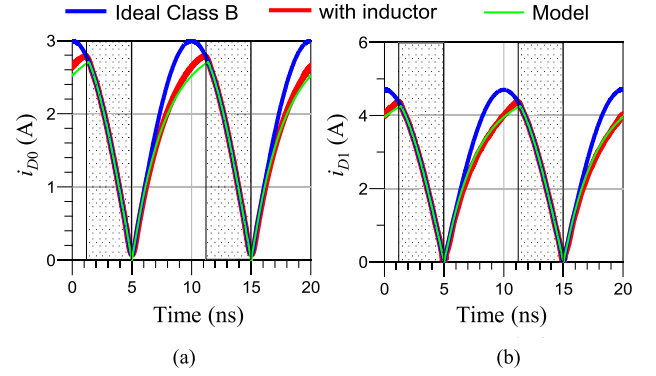 Ideal Class B with inductor Model
3
2
1
0
i_D0 (A)
0 5 10 15 20
Time (ns)
(a)
6
4
2
0
i_D1 (A)
0 5 10 15 20
Time (ns)
(b)